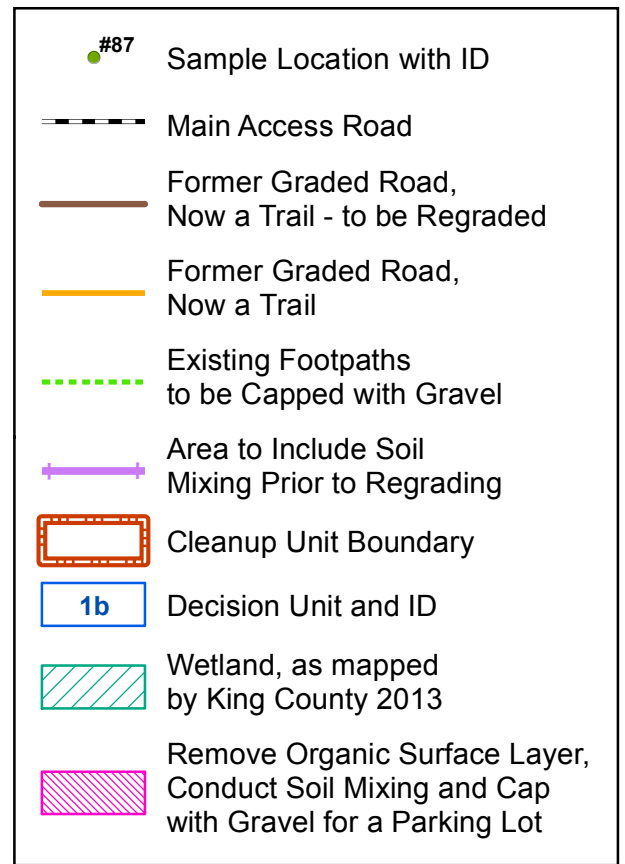 #87
Sample Location with ID
Main Access Road
Former Graded Road,
Now a Trail - to be Regraded
Former Graded Road,
Now a Trail
Existing Footpaths
to be Capped with Gravel
Area to Include Soil
Mixing Prior to Regrading
Cleanup Unit Boundary
1b
Decision Unit and ID
Wetland, as mapped
by King County 2013
Remove Organic Surface Layer,
Conduct Soil Mixing and Cap
with Gravel for a Parking Lot